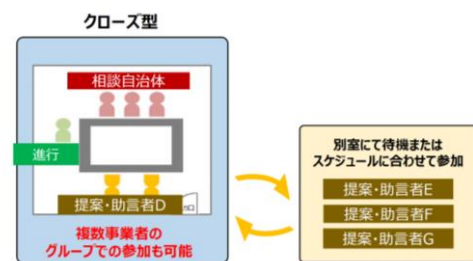 クローズ型
相談自治体
進行
提案・助言者D
複数事業者の
グループでの参加も可能
別室にて待機または
スケジュールに合わせて参加
提案・助言者E
提案・助言者F
提案・助言者G